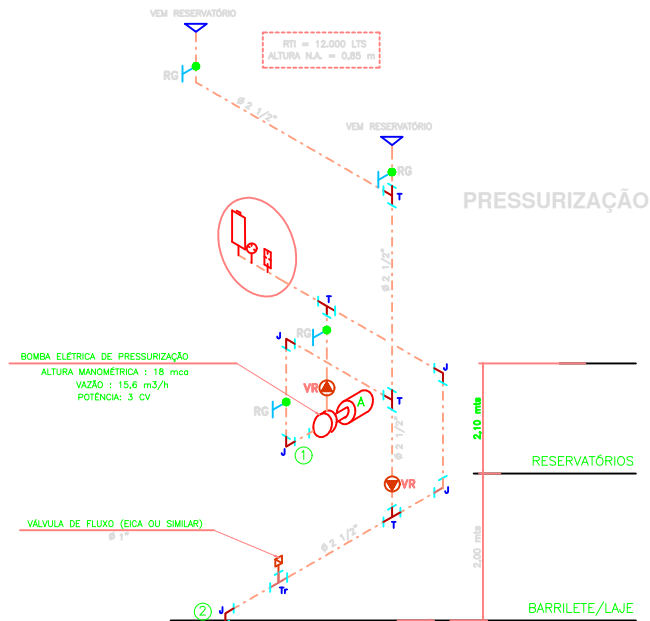 VEM RESERVATÓRIO
RTI = 12.000 LTS
ALTURA N.A. = 0,85 m
RG
Ø 2 1/2"
VEM RESERVATÓRIO
RG
T
PRESSURIZAÇÃO
Ø 2 1/2"
T
RG
J
BOMBA ELÉTRICA DE PRESSURIZAÇÃO
ALTURA MANOMÉTRICA : 18 mca
VAZÃO : 15,6 m3/h
POTÊNCIA: 3 CV
J
VR
A
T
RG
2,10 mts
Ø 2 1/2"
J
1
RESERVATÓRIOS
VR
J
VÁLVULA DE FLUXO (EICA OU SIMILAR)
Ø 1"
T
Ø 2 1/2"
2,00 mts
Tr
2
J
BARRILETE/LAJE